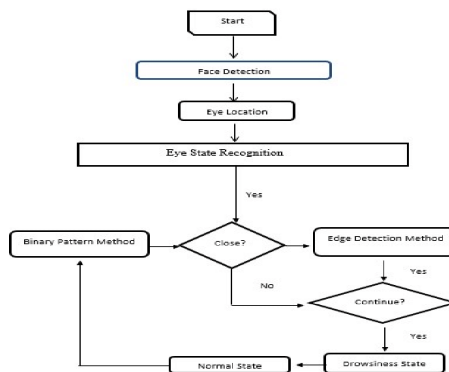 Start
Face Detection
Eye Location
Eye State Recognition
Yes
Binary Pattern Method
Close?
Edge Detection Method
Yes
No
Continue?
Yes
Normal State
Drowsiness State